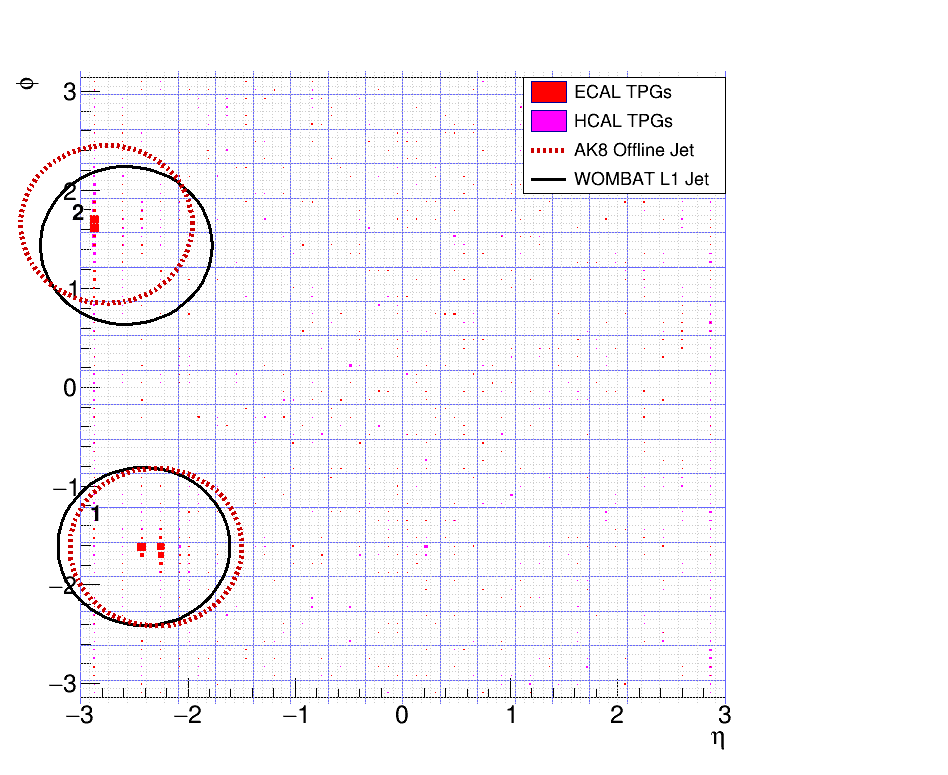 ϕ
3
2
2
1
0
−1
1
−2
−3
ECAL TPGs
HCAL TPGs
AK8 Offline Jet
WOMBAT L1 Jet
−3 −2 −1 0 1 2 3
η